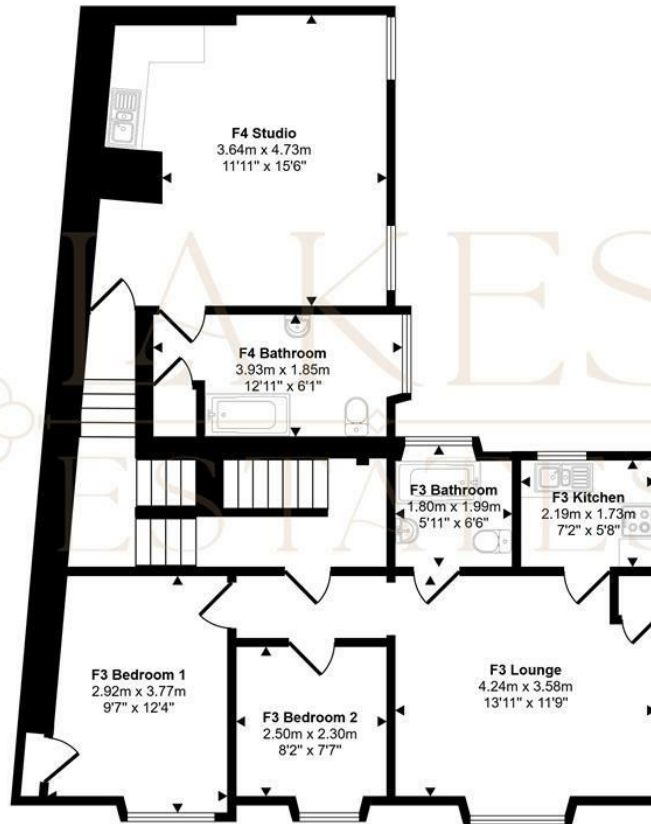 F4 Studio
3.64m x 4.73m
11'11" x 15'6"
JAKES
ESTATES
F4 Bathroom
3.93m x 1.85m
12'11" x 6'1"
F3 Bathroom
1.80m x 1.99m
5'11" x 6'6"
F3 Kitchen
2.19m x 1.73m
7'2" x 5'8"
F3 Bedroom 1
2.92m x 3.77m
9'7" x 12'4"
F3 Bedroom 2
2.50m x 2.30m
8'2" x 7'7"
F3 Lounge
4.24m x 3.58m
13'11" x 11'9"